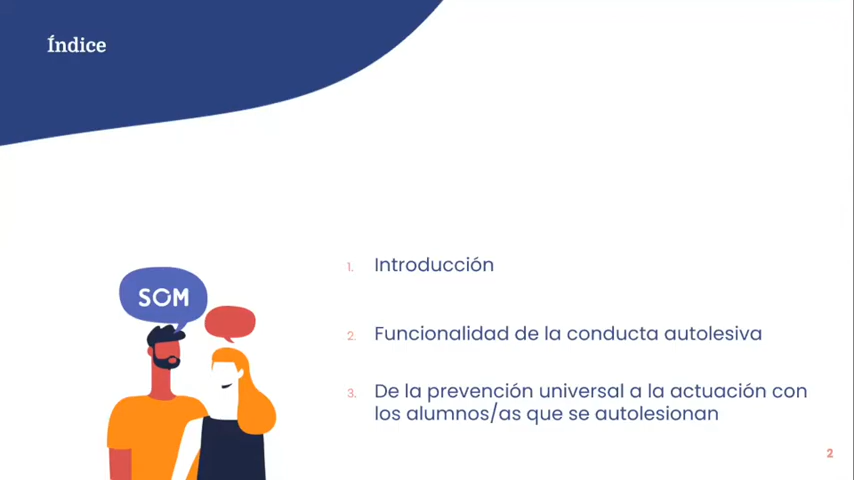 Índice
SOM
1. Introducción
2. Funcionalidad de la conducta autolesiva
3. De la prevención universal a la actuación con
los alumnos/as que se autolesionan
2